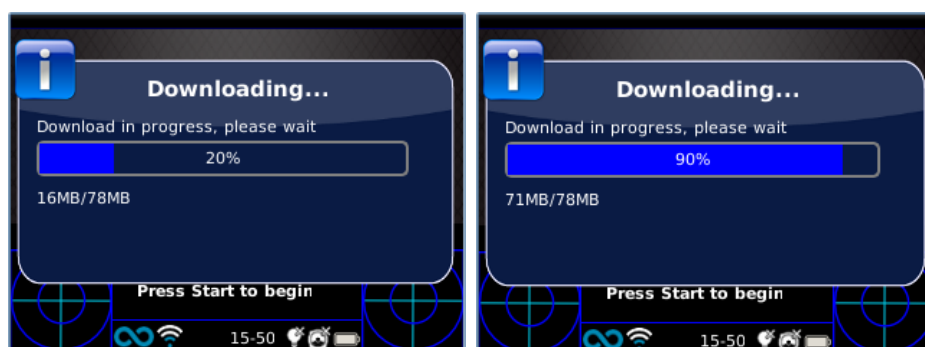 Downloading...
Download in progress, please wait
20%
16MB/78MB
Press Start to begin
15-50
Downloading...
Download in progress, please wait
90%
71MB/78MB
Press Start to begin
15-50